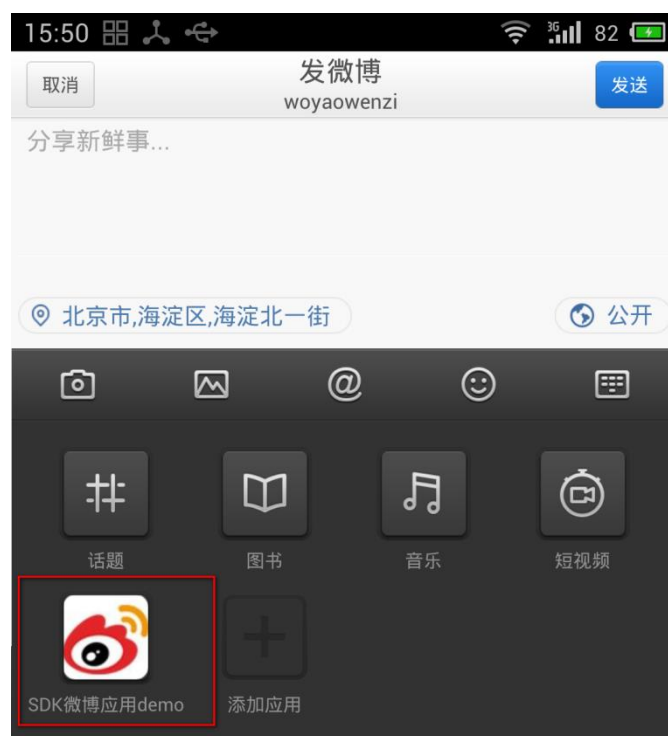 15:50 3G 82
取消 发微博 发送
woyaowenzi
分享新鲜事...
北京市,海淀区,海淀北一街 公开
@
话题 图书 音乐 短视频
SDK微博应用demo 添加应用